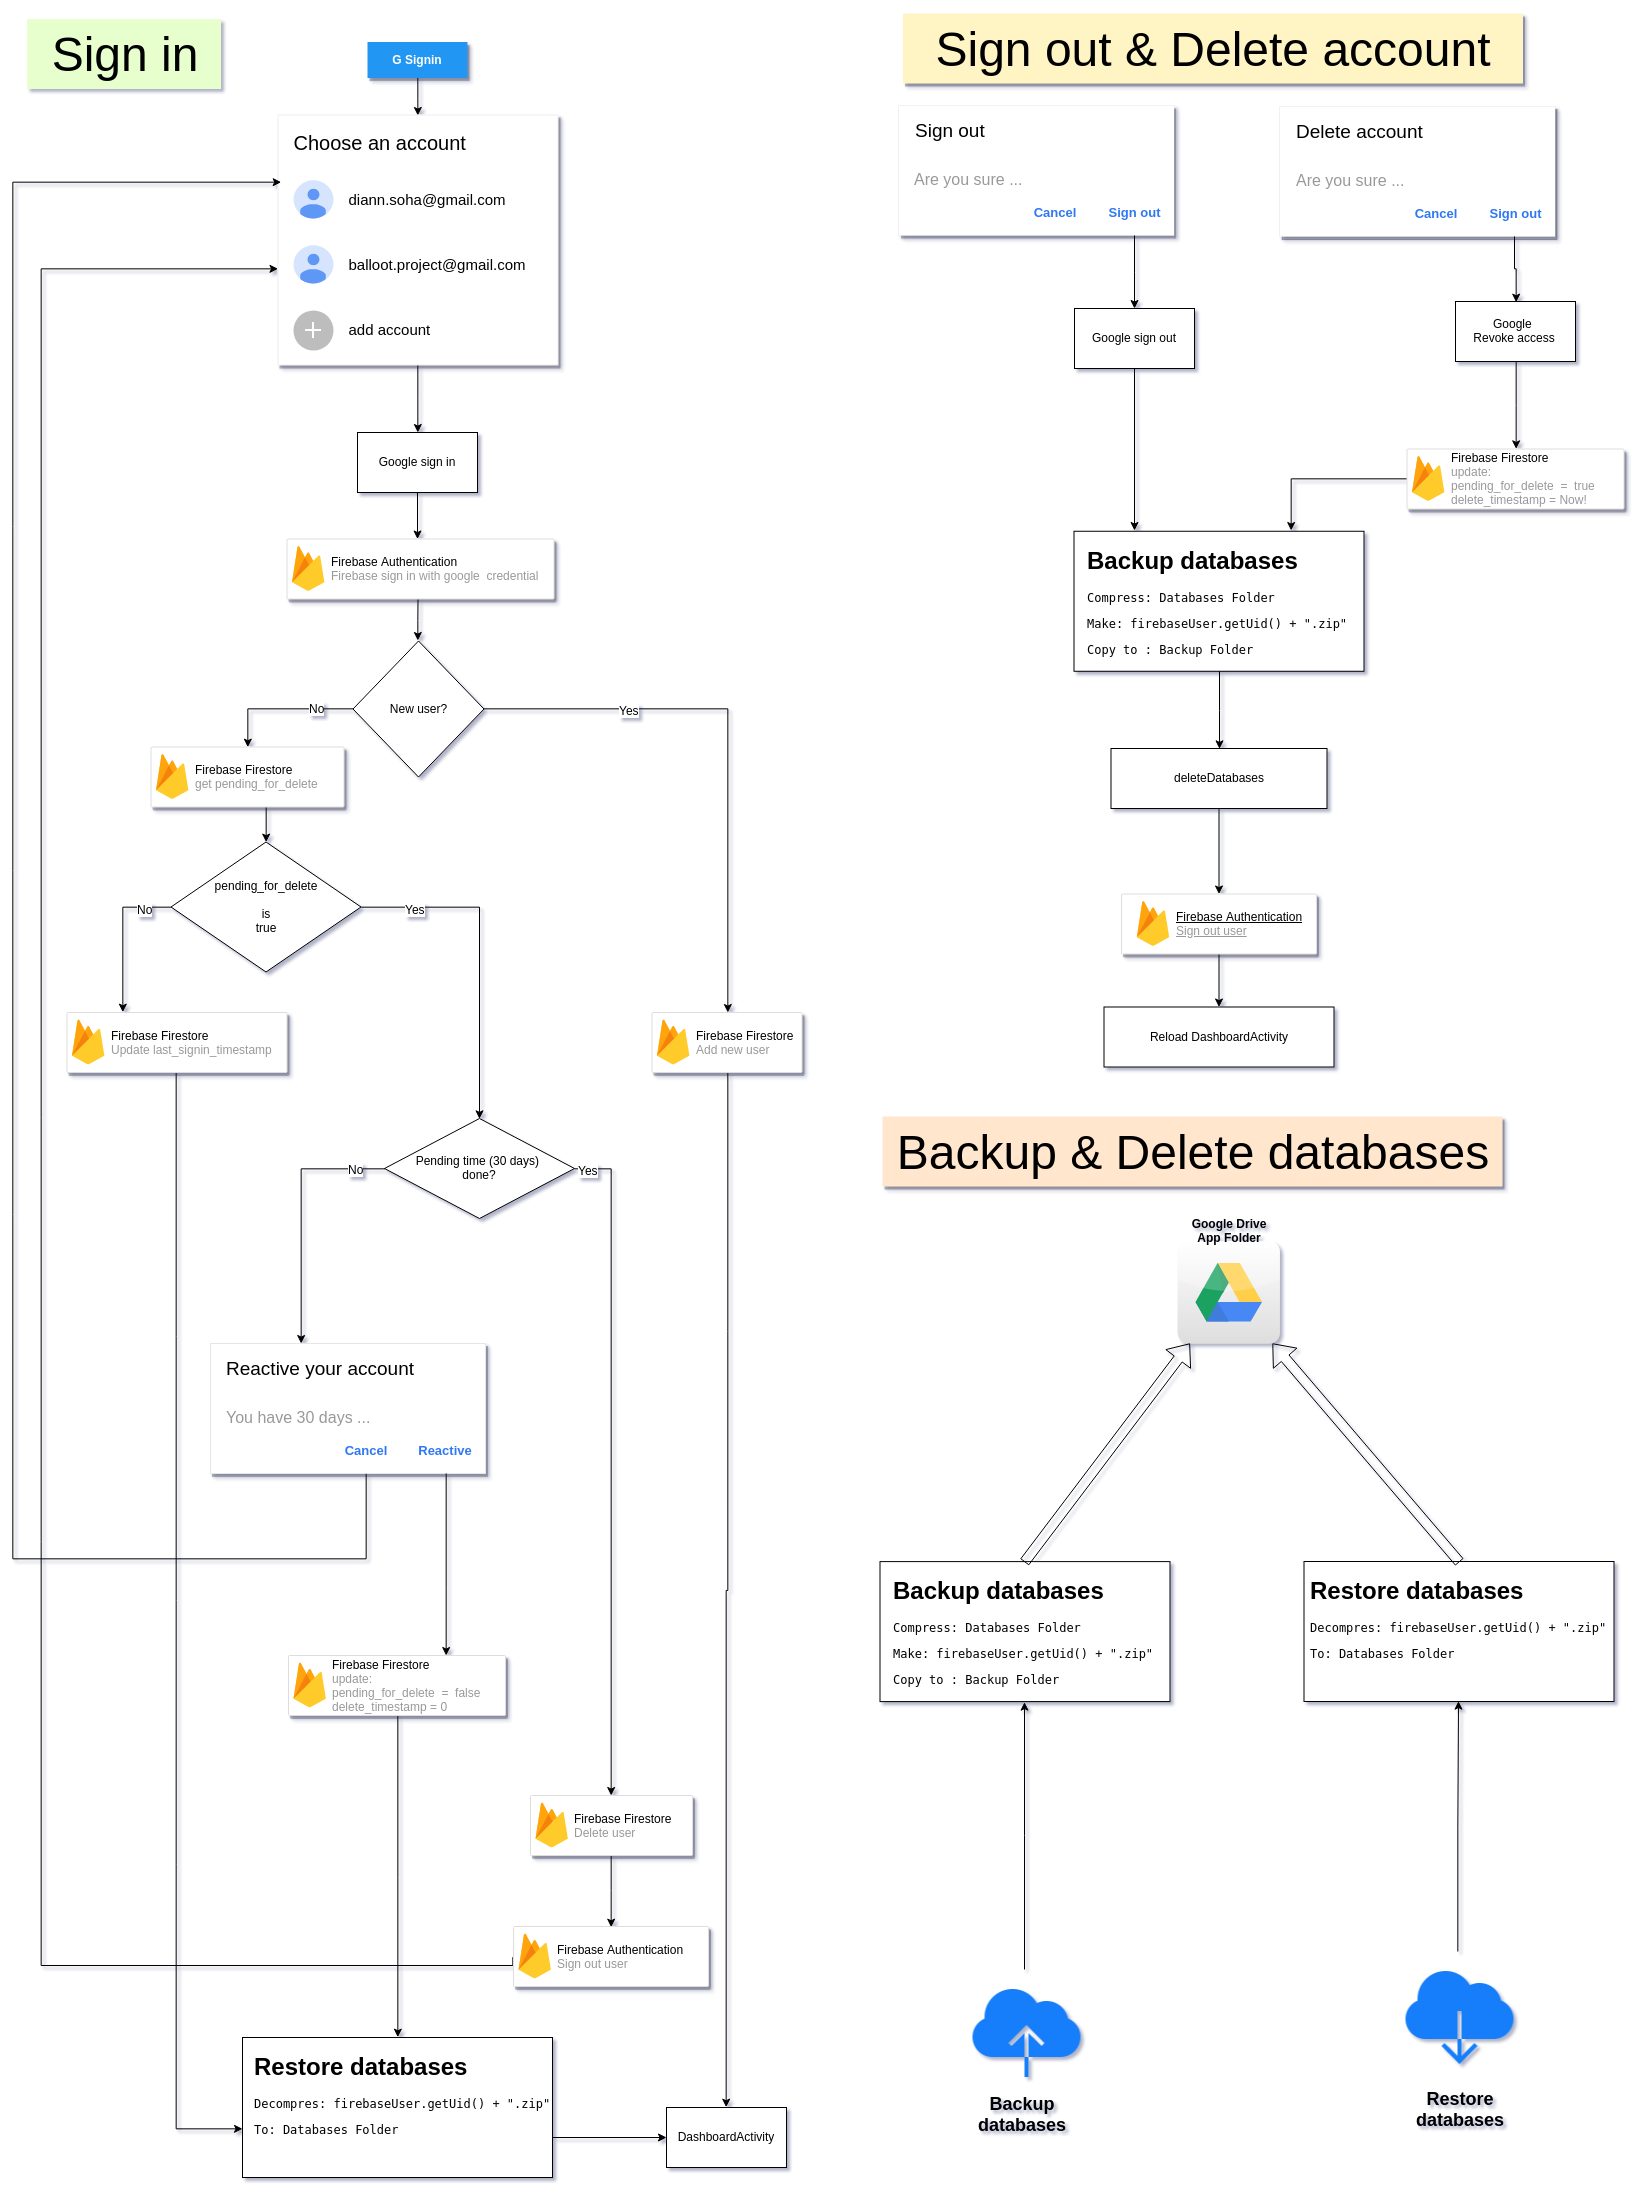 Sign in
G Signin
Choose an account
diann.soha@gmail.com
balloot.project@gmail.com
add account
Google sign in
Firebase Authentication
Firebase sign in with google credential
New user?
No
Yes
Firebase Firestore
get pending_for_delete
pending_for_delete
is
true
No
Yes
Firebase Firestore
Update last_signin_timestamp
Firebase Firestore
Add new user
Pending time (30 days)
done?
No
Yes
Reactive your account
You have 30 days ...
Cancel
Reactive
Firebase Firestore
update:
pending_for_delete = false
delete_timestamp = 0
Firebase Firestore
Delete user
Firebase Authentication
Sign out user
Restore databases
Decompres: firebaseUser.getUid() + ".zip"
To: Databases Folder
DashboardActivity
Sign out & Delete account
Sign out
Are you sure ...
Cancel
Sign out
Delete account
Are you sure ...
Cancel
Sign out
Google sign out
Google
Revoke access
Firebase Firestore
update:
pending_for_delete = true
delete_timestamp = Now!
Backup databases
Compress: Databases Folder
Make: firebaseUser.getUid() + ".zip"
Copy to : Backup Folder
deleteDatabases
Firebase Authentication
Sign out user
Reload DashboardActivity
Backup & Delete databases
Google Drive
App Folder
Backup databases
Compress: Databases Folder
Make: firebaseUser.getUid() + ".zip"
Copy to : Backup Folder
Restore databases
Decompres: firebaseUser.getUid() + ".zip"
To: Databases Folder
Backup
databases
Restore
databases